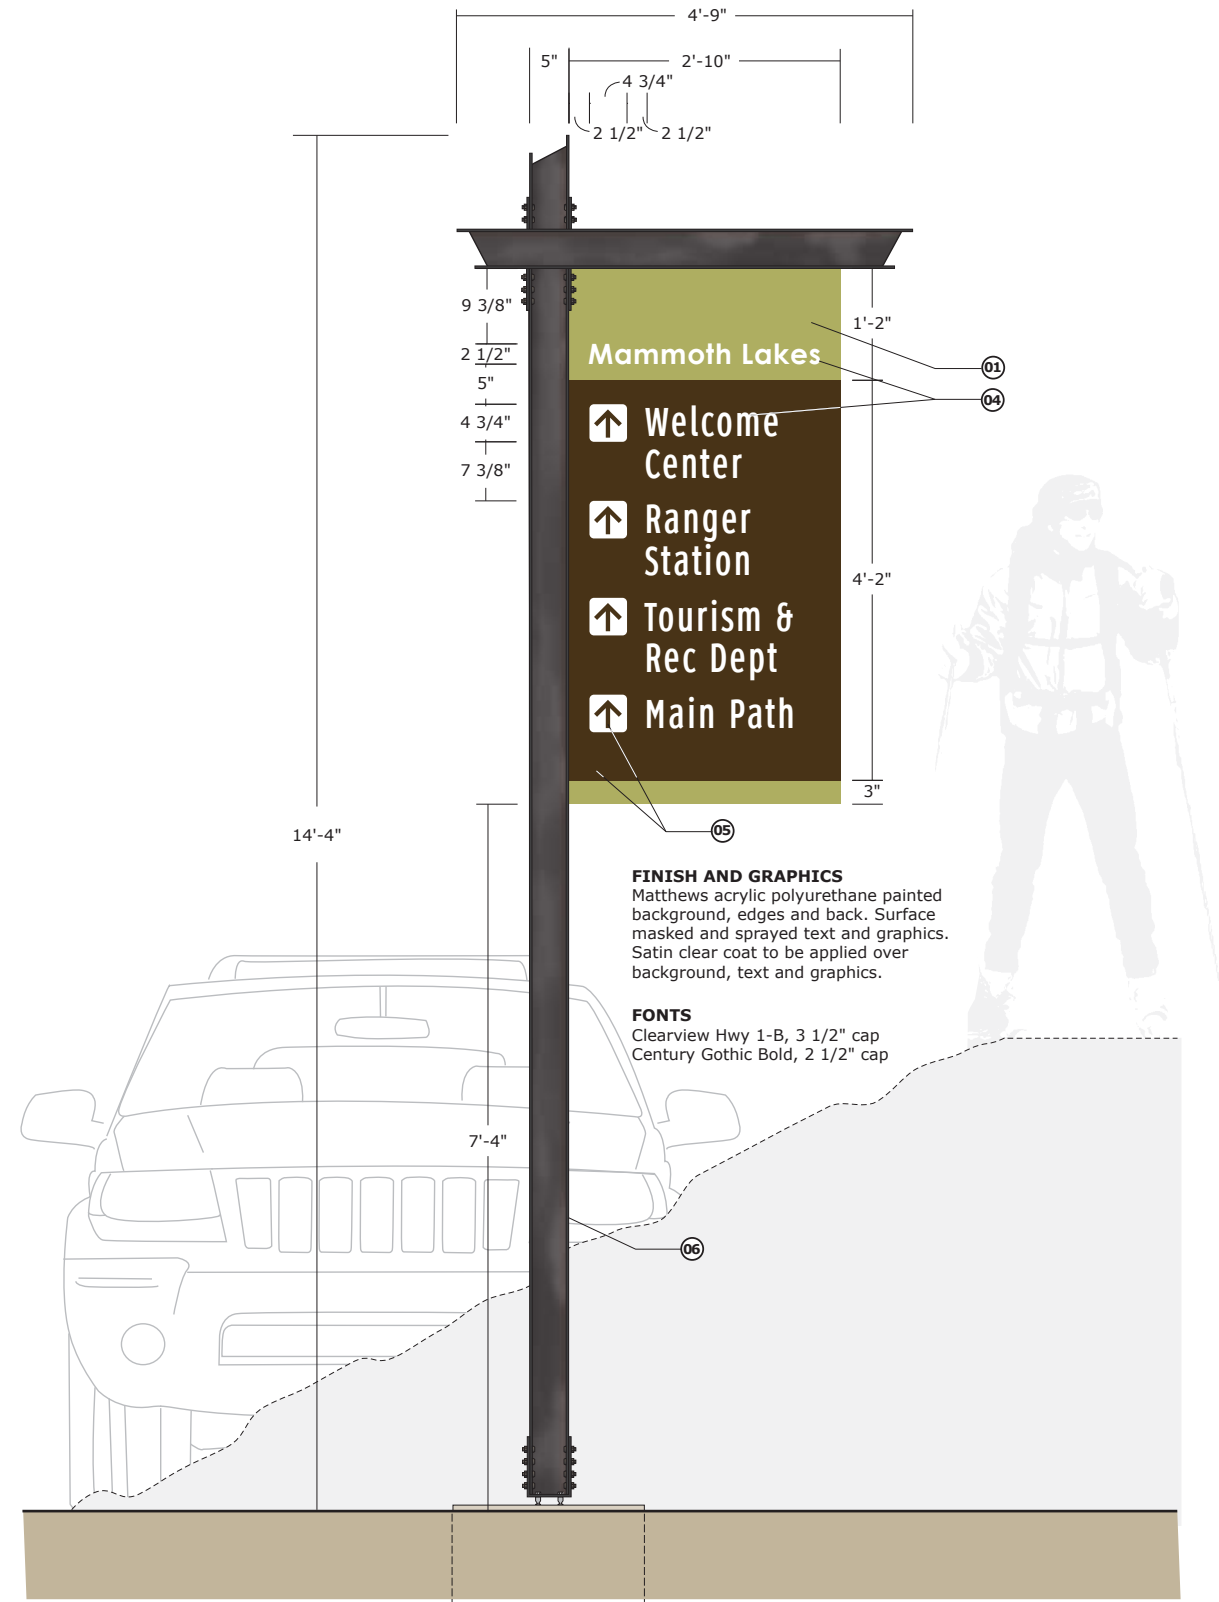 4'-9"
5"
2'-10"
4 3/4"
2 1/2"
2 1/2"
9 3/8"
2 1/2"
5"
4 3/4"
7 3/8"
1'-2"
Mammoth Lakes
01
04
Welcome
Center
Ranger
Station
4'-2"
Tourism &
Rec Dept
Main Path
3"
05
14'-4"
FINISH AND GRAPHICS
Matthews acrylic polyurethane painted
background, edges and back. Surface
masked and sprayed text and graphics.
Satin clear coat to be applied over
background, text and graphics.
FONTS
Clearview Hwy 1-B, 3 1/2" cap
Century Gothic Bold, 2 1/2" cap
7'-4"
06